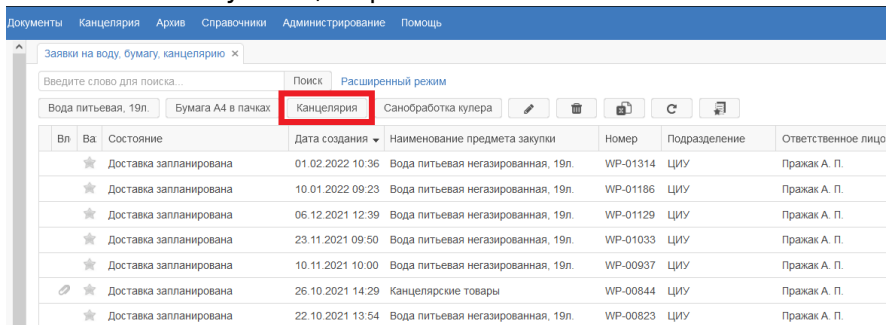 Документы Канцелярия Архив Справочники Администрирование Помощь
Заявки на воду, бумагу, канцелярию ×
Введите слово для поиска... Поиск Расширенный режим
Вода питьевая, 19л. Бумага А4 в пачках Канцелярия Санобработка кулера
Вл Ва Состояние Дата создания Наименование предмета закупки Номер Подразделение Ответственное лицо
Доставка запланирована 01.02.2022 10:36 Вода питьевая негазированная, 19л. WP-01314 ЦИУ Пражак А. П.
Доставка запланирована 10.01.2022 09:23 Вода питьевая негазированная, 19л. WP-01186 ЦИУ Пражак А. П.
Доставка запланирована 06.12.2021 12:39 Вода питьевая негазированная, 19л. WP-01129 ЦИУ Пражак А. П.
Доставка запланирована 23.11.2021 09:50 Вода питьевая негазированная, 19л. WP-01033 ЦИУ Пражак А. П.
Доставка запланирована 10.11.2021 10:00 Вода питьевая негазированная, 19л. WP-00937 ЦИУ Пражак А. П.
Доставка запланирована 26.10.2021 14:29 Канцелярские товары WP-00844 ЦИУ Пражак А. П.
Доставка запланирована 22.10.2021 13:54 Вода питьевая негазированная, 19л. WP-00823 ЦИУ Пражак А. П.